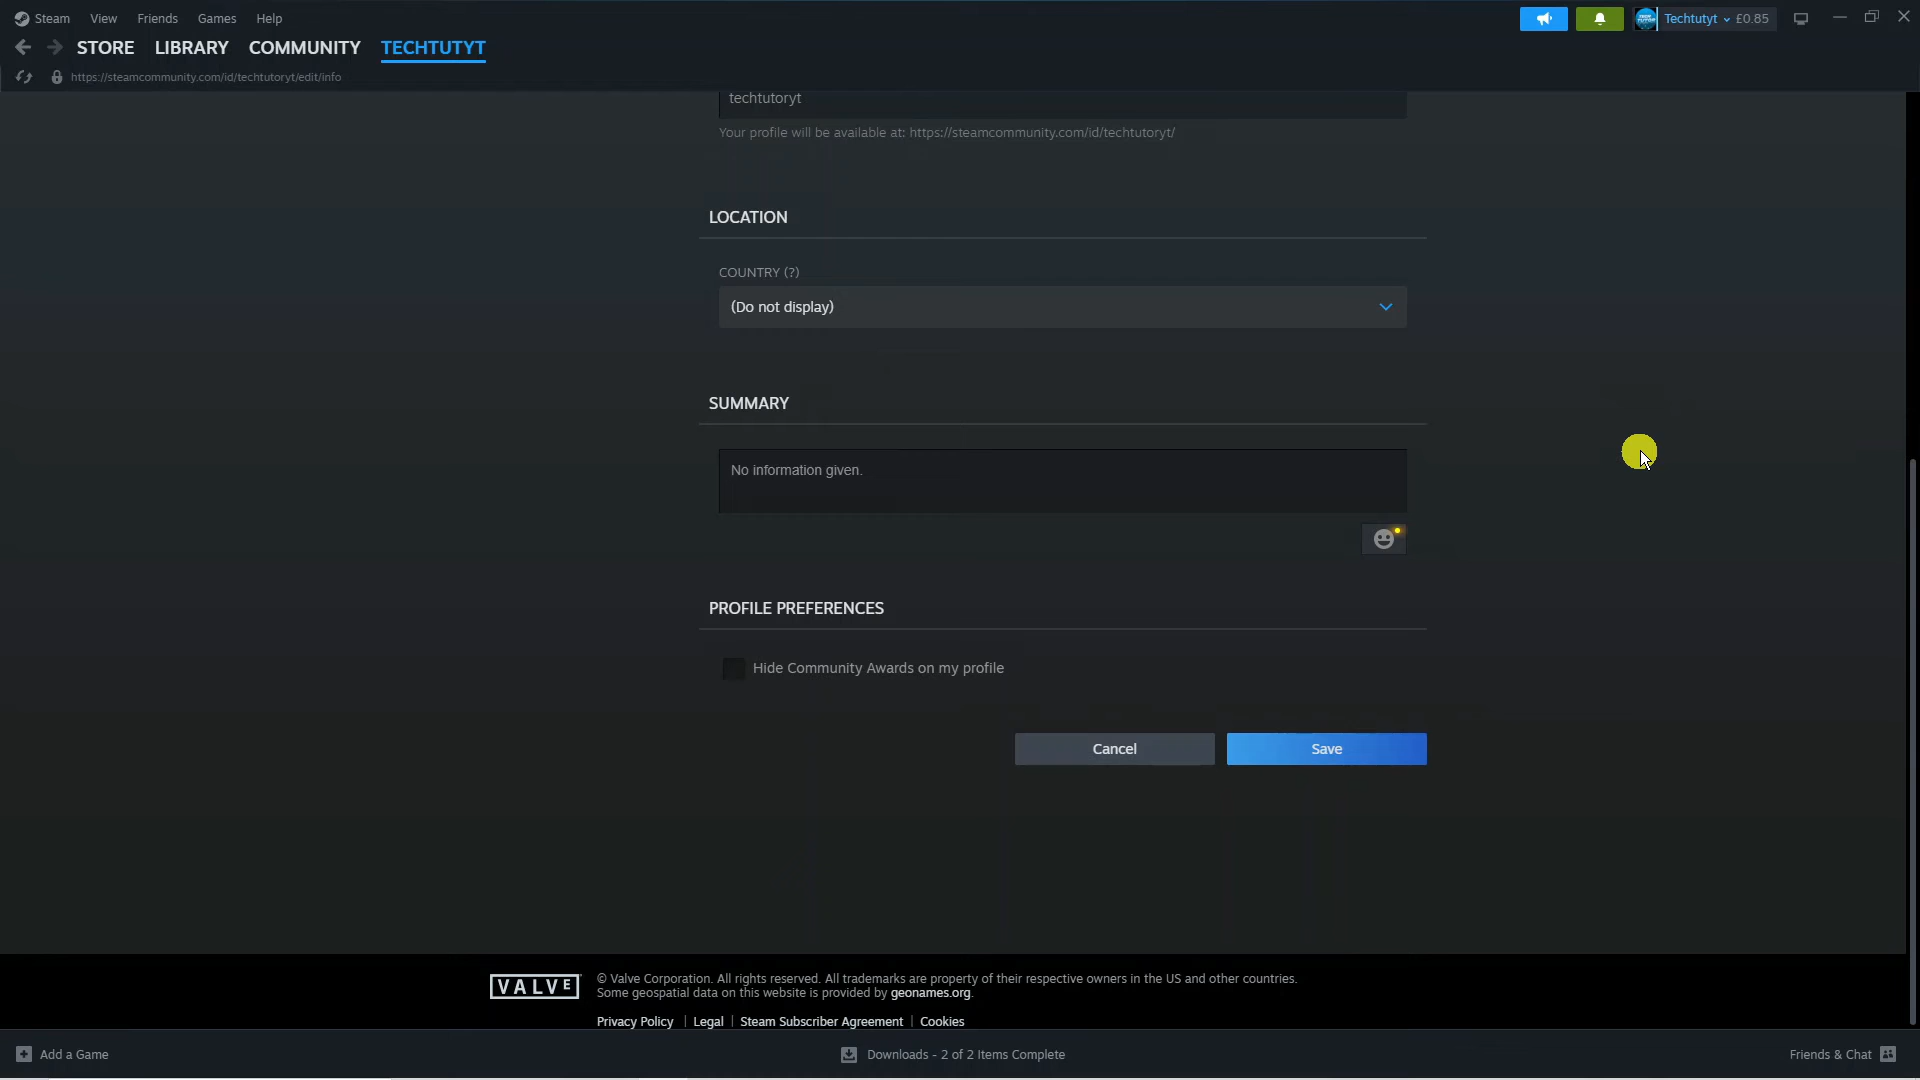 Steam View Friends Games Help
Techtutyt £0.85
STORE LIBRARY COMMUNITY TECHTUTYT
https://steamcommunity.com/id/techtutoryt/edit/info
techtutoryt
Your profile will be available at: https://steamcommunity.com/id/techtutoryt/
LOCATION
COUNTRY (?)
(Do not display)
SUMMARY
No information given.
PROFILE PREFERENCES
Hide Community Awards on my profile
Cancel Save
VALVE
© Valve Corporation. All rights reserved. All trademarks are property of their respective owners in the US and other countries.
Some geospatial data on this website is provided by geonames.org.
Privacy Policy | Legal | Steam Subscriber Agreement | Cookies
Add a Game Downloads - 2 of 2 Items Complete Friends & Chat